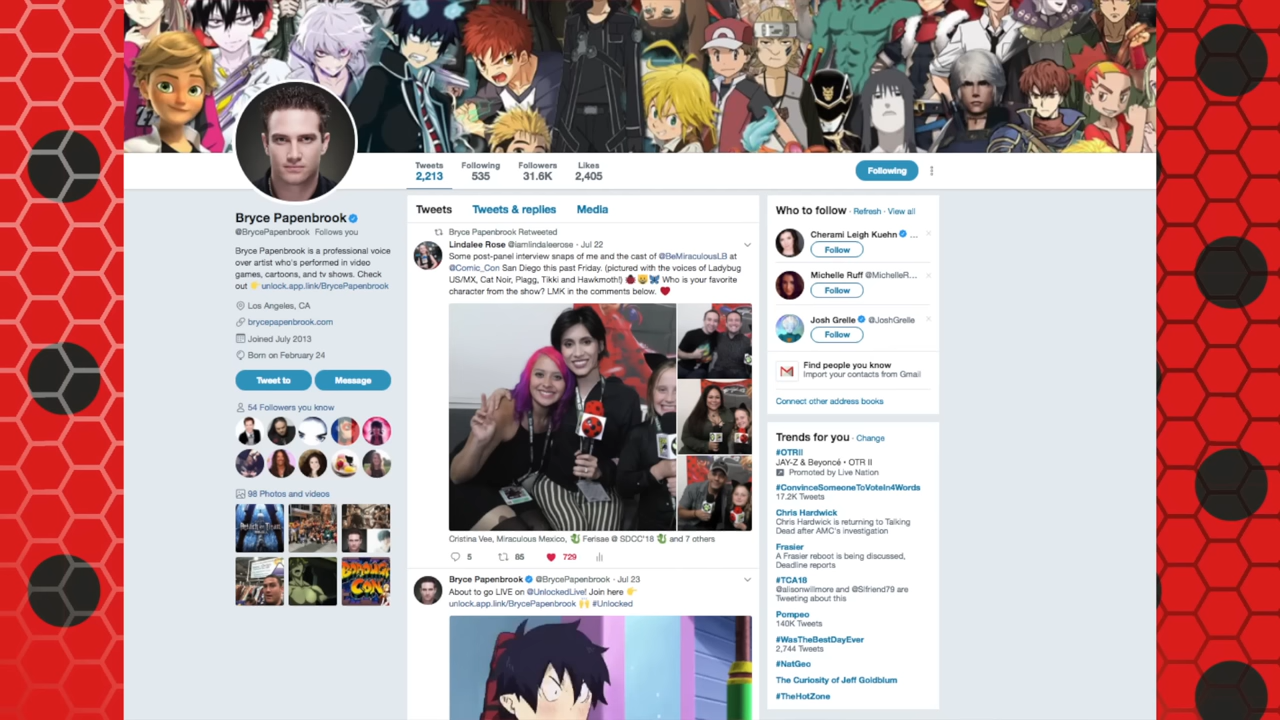 Tweets
2,213
Following
535
Followers
31.6K
Likes
2,405
Following
Bryce Papenbrook
@BrycePapenbrook Follows you
Bryce Papenbrook is a professional voice
over artist who's performed in video
games, cartoons, and tv shows. Check
out 👉 unlock.app.link/BrycePapenbrook
Los Angeles, CA
brycepapenbrook.com
Joined July 2013
Born on February 24
Tweet to
Message
54 Followers you know
98 Photos and videos
Tweets
Tweets & replies
Media
Bryce Papenbrook Retweeted
Lindalee Rose @iamlindaleerose · Jul 22
Some post-panel interview snaps of me and the cast of @BeMiraculousLB at
@Comic_Con San Diego this past Friday. (pictured with the voices of Ladybug
US/MX, Cat Noir, Plagg, Tikki and Hawkmoth!) 🐞😸🦋 Who is your favorite
character from the show? LMK in the comments below. ❤️
Cristina Vee, Miraculous Mexico, 🐉 Ferisae @ SDCC'18 🐉 and 7 others
5
85
729
Bryce Papenbrook @BrycePapenbrook · Jul 23
About to go LIVE on @UnlockedLive! Join here 👉
unlock.app.link/BrycePapenbrook 🙌 #Unlocked
Who to follow · Refresh · View all
Cherami Leigh Kuehn ...
Follow
Michelle Ruff @MichelleR...
Follow
Josh Grelle @JoshGrelle
Follow
Find people you know
Import your contacts from Gmail
Connect other address books
Trends for you · Change
#OTRII
JAY-Z & Beyoncé • OTR II
Promoted by Live Nation
#ConvinceSomeoneToVoteIn4Words
17.2K Tweets
Chris Hardwick
Chris Hardwick is returning to Talking
Dead after AMC's investigation
Frasier
A Frasier reboot is being discussed,
Deadline reports
#TCA18
@alisonwillmore and @Slfriend79 are
Tweeting about this
Pompeo
140K Tweets
#WasTheBestDayEver
2,744 Tweets
#NatGeo
The Curiosity of Jeff Goldblum
#TheHotZone